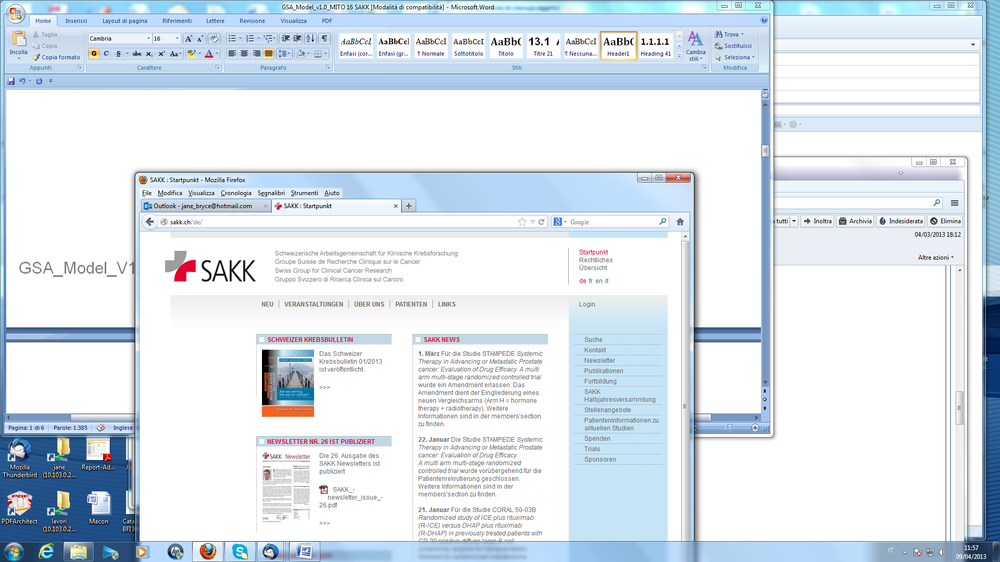 GSA_Model_v1.0_MITO 16 SAKK [Modalità di compatibilità] - Microsoft Word
Home
Inserisci
Layout di pagina
Riferimenti
Lettere
Revisione
Visualizza
PDF
Incolla
Taglia
Copia
Copia formato
Appunti
Cambria
16
Carattere
Paragrafo
AaBbCcI
Enfasi (cor...
AaBbCcI
Enfasi (gr...
AaBbCcI
¶ Normale
AaBbCcI
Sottotitolo
AaBbC
Titolo
13.1 A
Titre 21
AaBbCcI
¶ Nessuna...
AaBbC
Header1
1.1.1.1
Heading 41
Stili
Cambia
stili
Trova
Sostituisci
Seleziona
Modifica
GSA_Model_V1
Pagina: 1 di 6
Parole: 1.385
Inglese
SAKK : Startpunkt - Mozilla Firefox
File
Modifica
Visualizza
Cronologia
Segnalibri
Strumenti
Aiuto
Outlook - jane_bryce@hotmail.com
SAKK : Startpunkt
sakk.ch/de/
Google
SAKK
Schweizerische Arbeitsgemeinschaft für Klinische Krebsforschung
Groupe Suisse de Recherche Clinique sur le Cancer
Swiss Group for Clinical Cancer Research
Gruppo Svizzero di Ricerca Clinica sul Cancro
Startpunkt
Rechtliches
Übersicht
de fr en it
NEU
VERANSTALTUNGEN
ÜBER UNS
PATIENTEN
LINKS
Login
SCHWEIZER KREBSBULLETIN
Das Schweizer
Krebsbulletin 01/2013
ist veröffentlicht.
>>>
Are we winning
the war on cancer?
NEWSLETTER NR. 26 IST PUBLIZIERT
SAKK Newsletter
Die 26. Ausgabe des
SAKK Newsletters ist
publiziert
SAKK_-
newsletter_issue_-
26.pdf
>>>
SAKK NEWS
1. März Für die Studie STAMPEDE Systemic
Therapy in Advancing or Metastatic Prostate
cancer: Evaluation of Drug Efficacy. A multi
arm multi-stage randomized controlled trial
wurde ein Amendment erlassen. Das
Amendment dient der Eingliederung eines
neuen Vergleichsarms (Arm H = hormone
therapy + radiotherapy). Weitere
Informationen sind in der members'section
zu finden.
22. Januar Die Studie STAMPEDE Systemic
Therapy in Advancing or Metastatic Prostate
cancer: Evaluation of Drug Efficacy
A multi arm multi-stage randomized
controlled trial wurde vorübergehend für die
Patientenrekrutierung geschlossen.
Weitere Informationen sind in der
members'section zu finden.
21. Januar Für die Studie CORAL 50-03B
Randomized study of ICE plus rituximab
(R-ICE) versus DHAP plus rituximab
(R-DHAP) in previously treated patients with
CD 20 positive diffuse large B-cell
Suche
Kontakt
Newsletter
Publikationen
Fortbildung
SAKK
Halbjahresversammlung
Stellenangebote
Patienteninformationen zu
aktuellen Studien
Spenden
Trials
Sponsoren
tutti
Inoltra
Archivia
Indesiderata
Elimina
04/03/2013 18:12
Altre azioni
Mozilla
Thunderbird
jane
(10.103.0.2...
Report-Ad...
PDFArchitect
lavori
(10.103.0.2...
Macon
Cata
BFI I
IT
11:57
09/04/2013